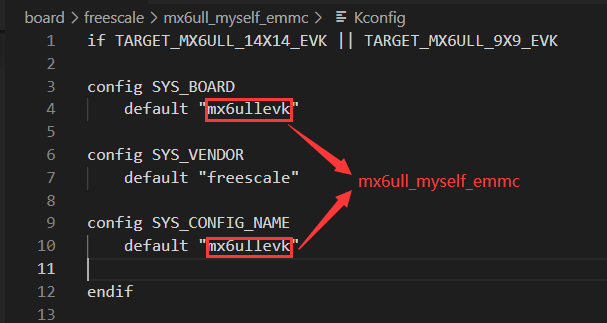 board > freescale > mx6ull_myself_emmc > Kconfig
1 if TARGET_MX6ULL_14X14_EVK || TARGET_MX6ULL_9X9_EVK
2
3 config SYS_BOARD
4 default "mx6ullevk"
5
6 config SYS_VENDOR
7 default "freescale"
mx6ull_myself_emmc
8
9 config SYS_CONFIG_NAME
10 default "mx6ullevk"
11
12 endif
13